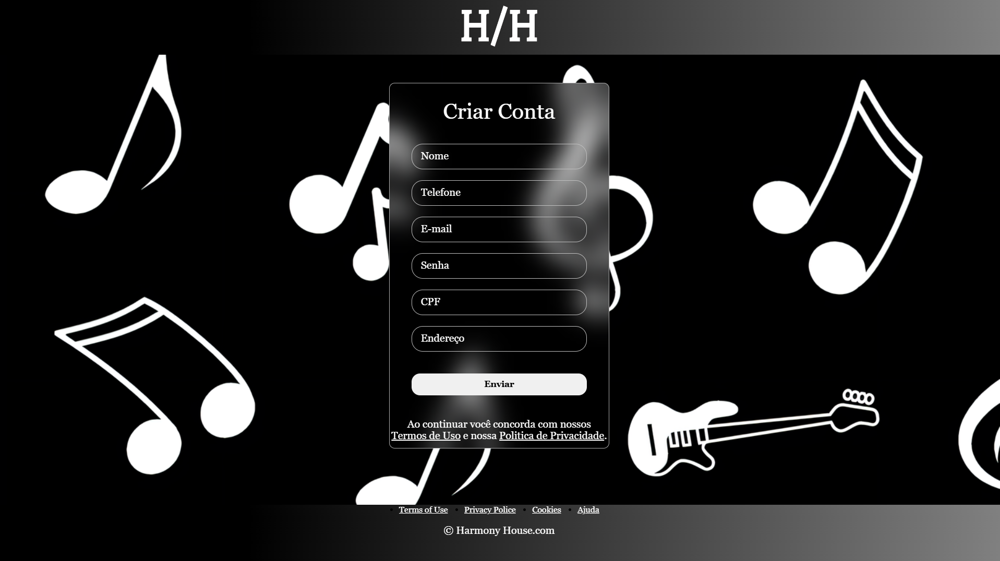 H/H
Criar Conta
Nome
Telefone
E-mail
Senha
CPF
Endereço
Enviar
Ao continuar você concorda com nossos
Termos de Uso e nossa Politica de Privacidade.
• Terms of Use • Privacy Police • Cookies • Ajuda
© Harmony House.com